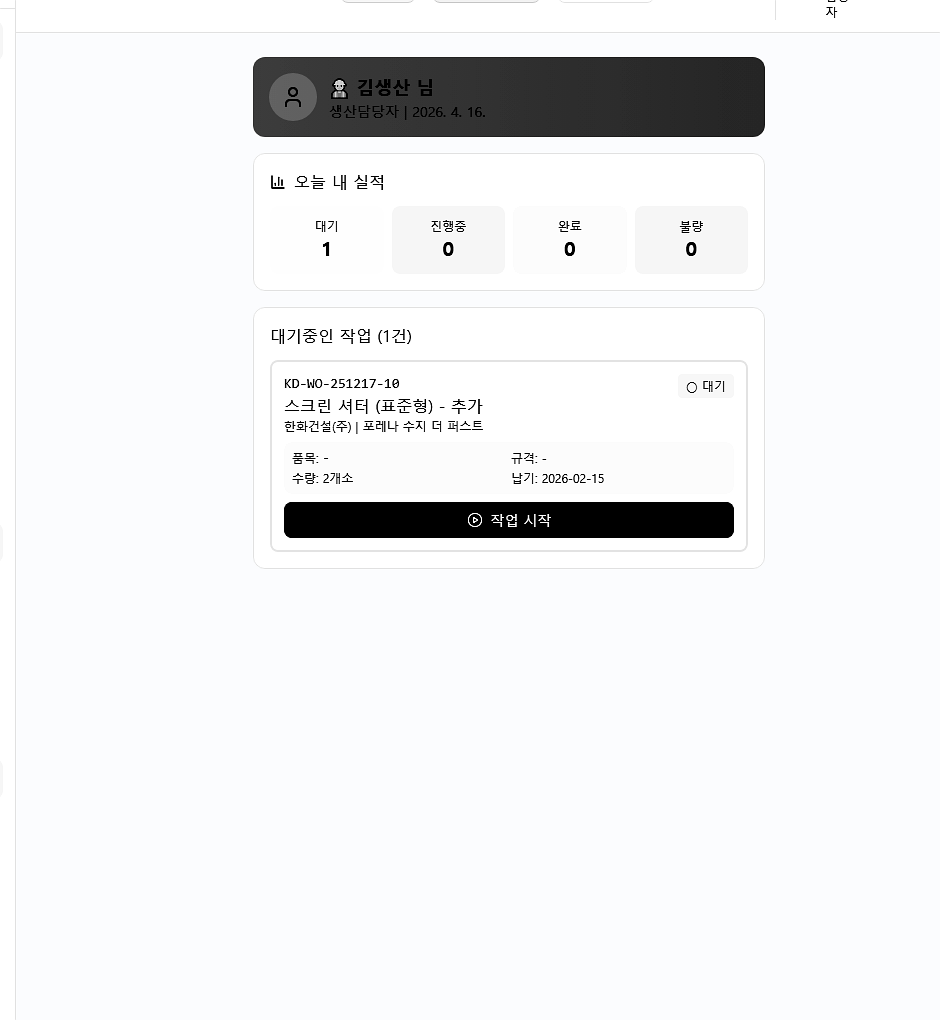 자
김생산 님
생산담당자 | 2026. 4. 16.
오늘 내 실적
대기
1
진행중
0
완료
0
불량
0
대기중인 작업 (1건)
KD-WO-251217-10
○ 대기
스크린 셔터 (표준형) - 추가
한화건설(주) | 포레나 수지 더 퍼스트
품목: -
규격: -
수량: 2개소
납기: 2026-02-15
작업 시작